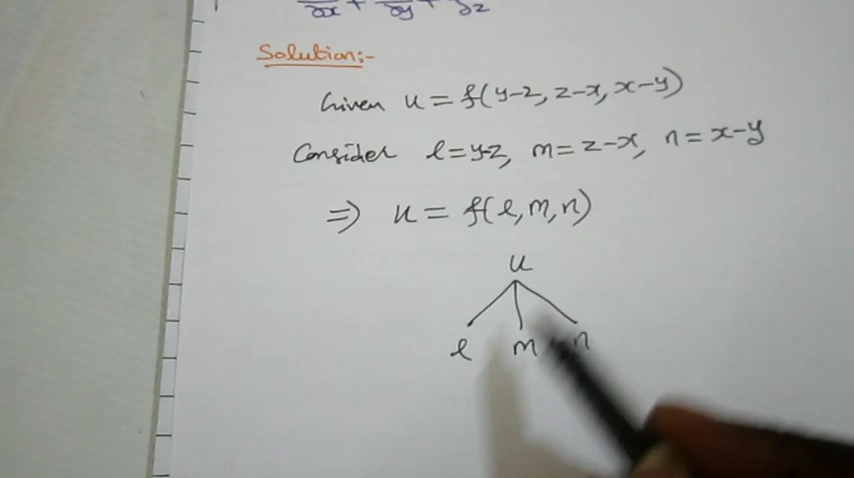 ∂x + ∂y + ∂z
Solution:-
Given u = f(y-z, z-x, x-y)
Consider l=y-z, m=z-x, n=x-y
⇒ u = f(l,m,n)
u
l m n